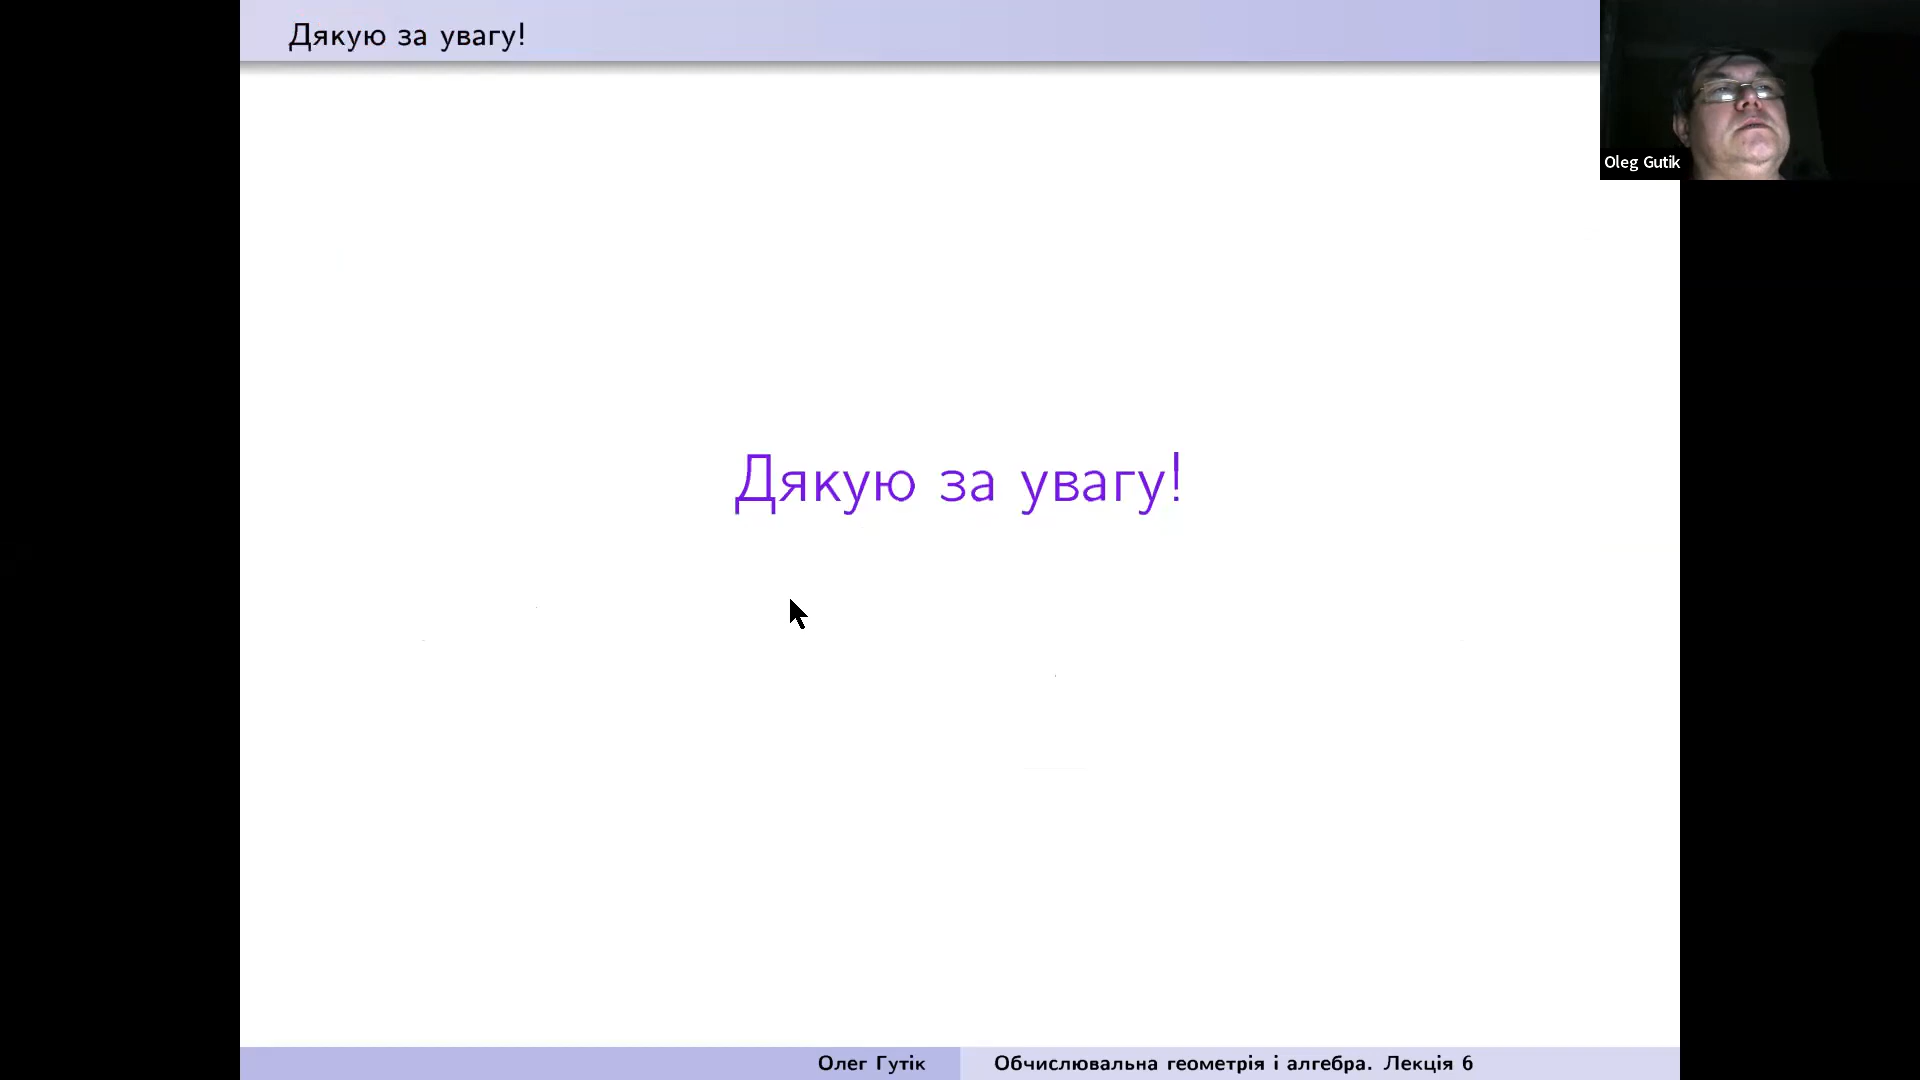 Дякую за увагу!
Oleg Gutik
Дякую за увагу!
Олег Гутік
Обчислювальна геометрія і алгебра. Лекція 6